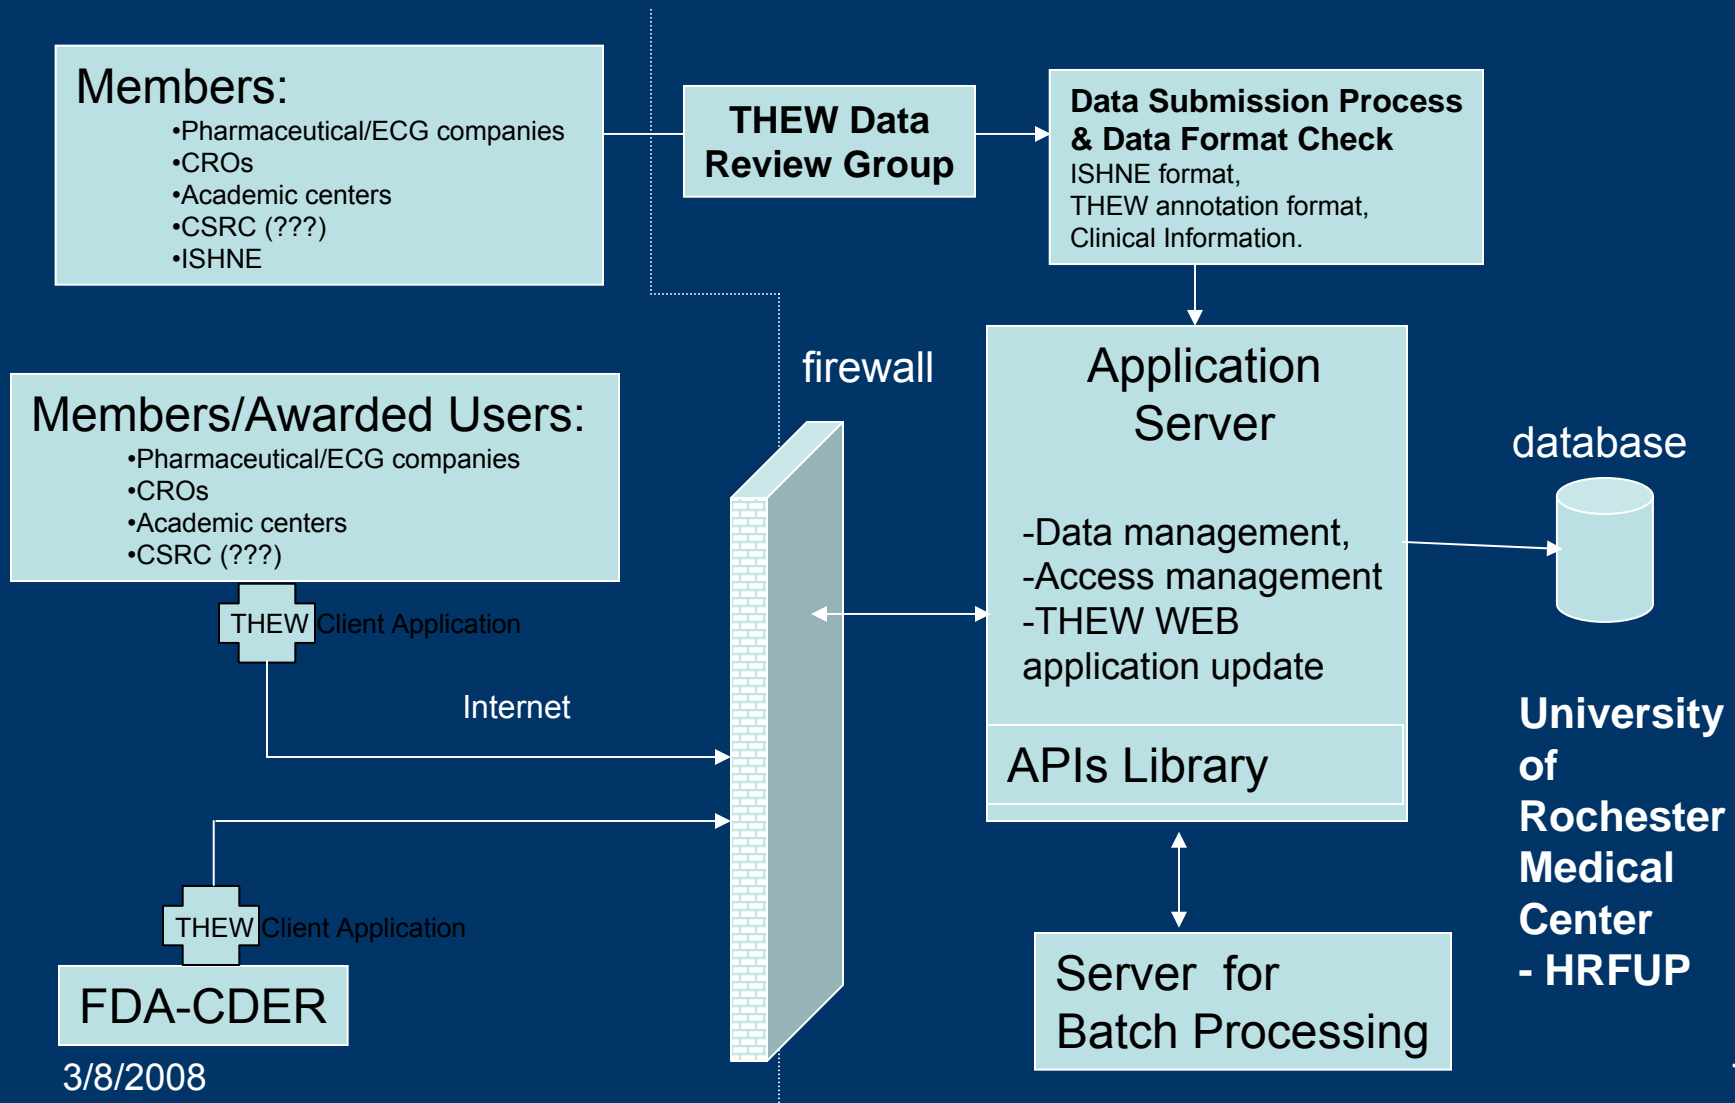 Members:
•Pharmaceutical/ECG companies
•CROs
•Academic centers
•CSRC (???)
•ISHNE
THEW Data
Review Group
Data Submission Process
& Data Format Check
ISHNE format,
THEW annotation format,
Clinical Information.
Members/Awarded Users:
•Pharmaceutical/ECG companies
•CROs
•Academic centers
•CSRC (???)
THEW Client Application
Internet
THEW Client Application
FDA-CDER
3/8/2008
firewall
Application
Server
-Data management,
-Access management
-THEW WEB
application update
APIs Library
Server for
Batch Processing
database
University
of
Rochester
Medical
Center
- HRFUP